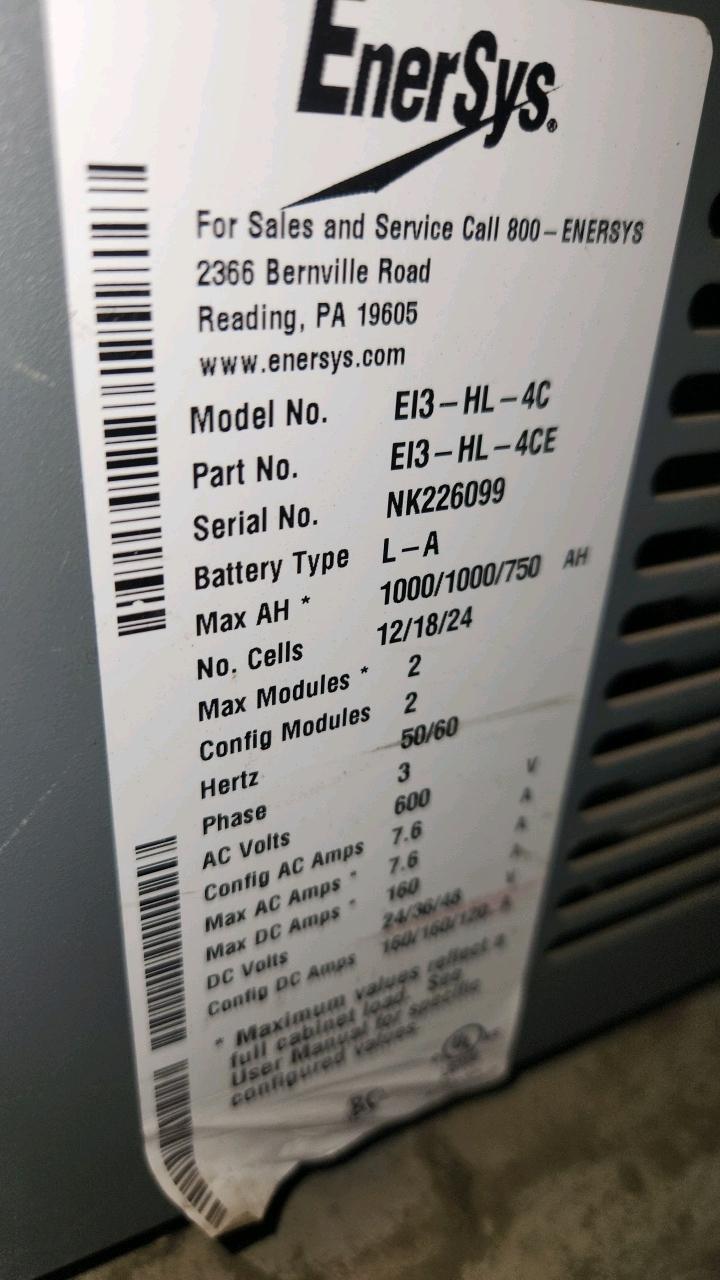 EnerSys®
For Sales and Service Call 800-ENERSYS
2366 Bernville Road
Reading, PA 19605
www.enersys.com
Model No. EI3-HL-4C
Part No. EI3-HL-4CE
Serial No. NK226099
Battery Type L-A
Max AH * 1000/1000/750 AH
No. Cells 12/18/24
Max Modules * 2
Config Modules 2
Hertz 50/60
Phase 3
AC Volts 600 V
Config AC Amps 7.6 A
Max AC Amps * 7.6 A
Max DC Amps * 160 A
DC Volts 24/36/48 V
Config DC Amps 160/160/120 A
* Maximum values reflect a
full cabinet load. See
User Manual for specific
configured values.
UL
BC